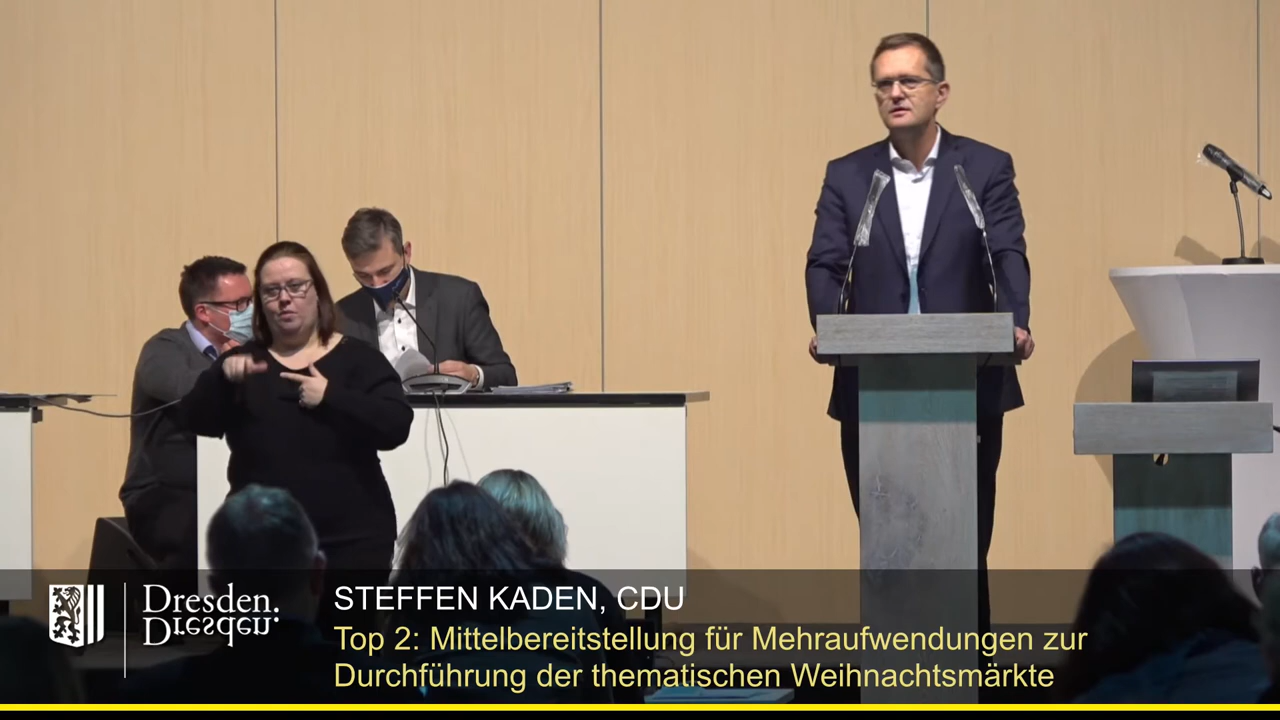 Dresden.
Dresden.
STEFFEN KADEN, CDU
Top 2: Mittelbereitstellung für Mehraufwendungen zur
Durchführung der thematischen Weihnachtsmärkte